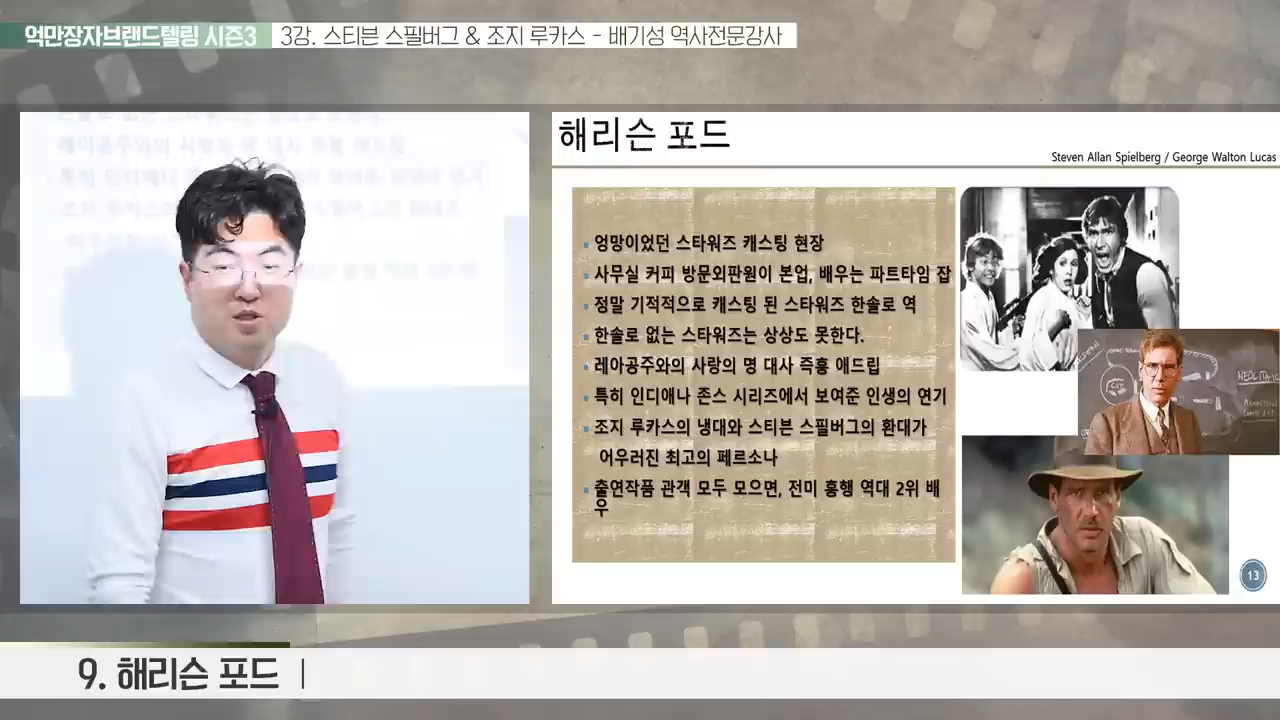 억만장자브랜드텔링 시즌3
3강. 스티븐 스필버그 & 조지 루카스 - 배기성 역사전문강사
해리슨 포드
Steven Allan Spielberg / George Walton Lucas
엉망이었던 스타워즈 캐스팅 현장
사무실 커피 방문외판원이 본업, 배우는 파트타임 잡
정말 기적적으로 캐스팅 된 스타워즈 한솔로 역
한솔로 없는 스타워즈는 상상도 못한다.
레아공주와의 사랑의 명 대사 즉흥 애드립
특히 인디애나 존스 시리즈에서 보여준 인생의 연기
조지 루카스의 냉대와 스티븐 스필버그의 환대가
어우러진 최고의 페르소나
출연작품 관객 모두 모으면, 전미 흥행 역대 2위 배
우
13
9. 해리슨 포드